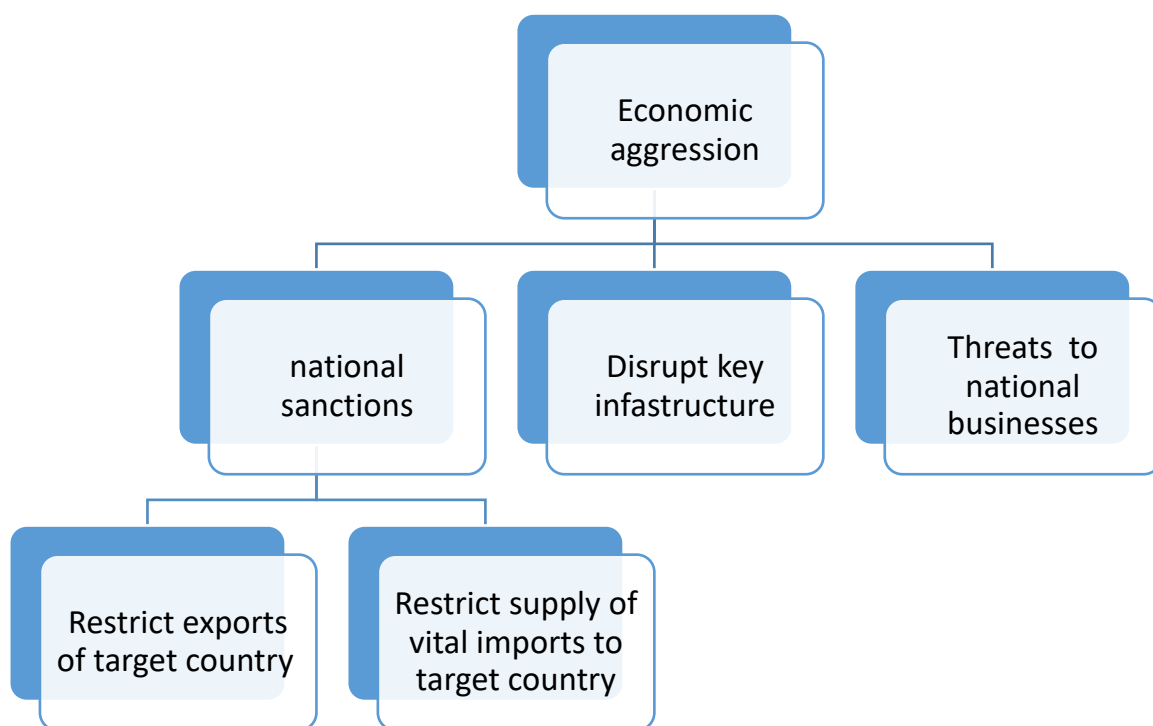 Economic
aggression
national
sanctions
Disrupt key
infastructure
Threats to
national
businesses
Restrict exports
of target country
Restrict supply of
vital imports to
target country